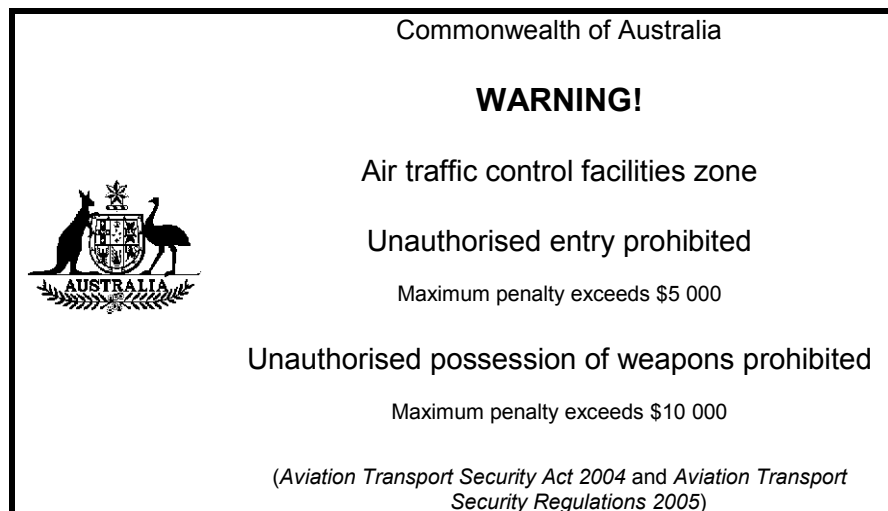 Commonwealth of Australia
WARNING!
Air traffic control facilities zone
Unauthorised entry prohibited
AUSTRALIA
Maximum penalty exceeds $5 000
Unauthorised possession of weapons prohibited
Maximum penalty exceeds $10 000
(Aviation Transport Security Act 2004 and Aviation Transport
Security Regulations 2005)